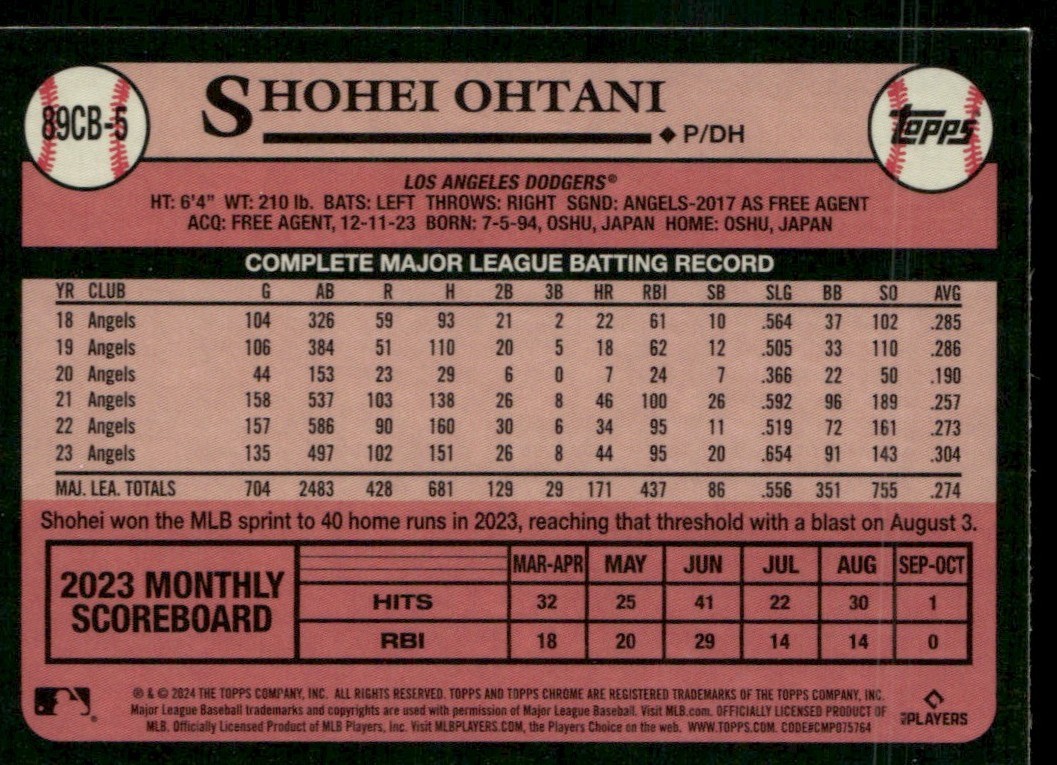 89CB-5
SHOHEI OHTANI
P/DH
topps
LOS ANGELES DODGERS®
HT: 6'4" WT: 210 lb. BATS: LEFT THROWS: RIGHT SGND: ANGELS-2017 AS FREE AGENT
ACQ: FREE AGENT, 12-11-23 BORN: 7-5-94, OSHU, JAPAN HOME: OSHU, JAPAN
COMPLETE MAJOR LEAGUE BATTING RECORD
YR CLUB G AB R H 2B 3B HR RBI SB SLG BB SO AVG
18 Angels 104 326 59 93 21 2 22 61 10 .564 37 102 .285
19 Angels 106 384 51 110 20 5 18 62 12 .505 33 110 .286
20 Angels 44 153 23 29 6 0 7 24 7 .366 22 50 .190
21 Angels 158 537 103 138 26 8 46 100 26 .592 96 189 .257
22 Angels 157 586 90 160 30 6 34 95 11 .519 72 161 .273
23 Angels 135 497 102 151 26 8 44 95 20 .654 91 143 .304
MAJ. LEA. TOTALS 704 2483 428 681 129 29 171 437 86 .556 351 755 .274
Shohei won the MLB sprint to 40 home runs in 2023, reaching that threshold with a blast on August 3.
2023 MONTHLY
SCOREBOARD
MAR-APR MAY JUN JUL AUG SEP-OCT
HITS 32 25 41 22 30 1
RBI 18 20 29 14 14 0
® & © 2024 THE TOPPS COMPANY, INC. ALL RIGHTS RESERVED. TOPPS AND TOPPS CHROME ARE REGISTERED TRADEMARKS OF THE TOPPS COMPANY, INC.
Major League Baseball trademarks and copyrights are used with permission of Major League Baseball. Visit MLB.com. OFFICIALLY LICENSED PRODUCT OF
MLB. Officially Licensed Product of MLB Players, Inc. Visit MLBPLAYERS.COM, the Players Choice on the web. WWW.TOPPS.COM. CODE#CMP075764
MLB PLAYERS